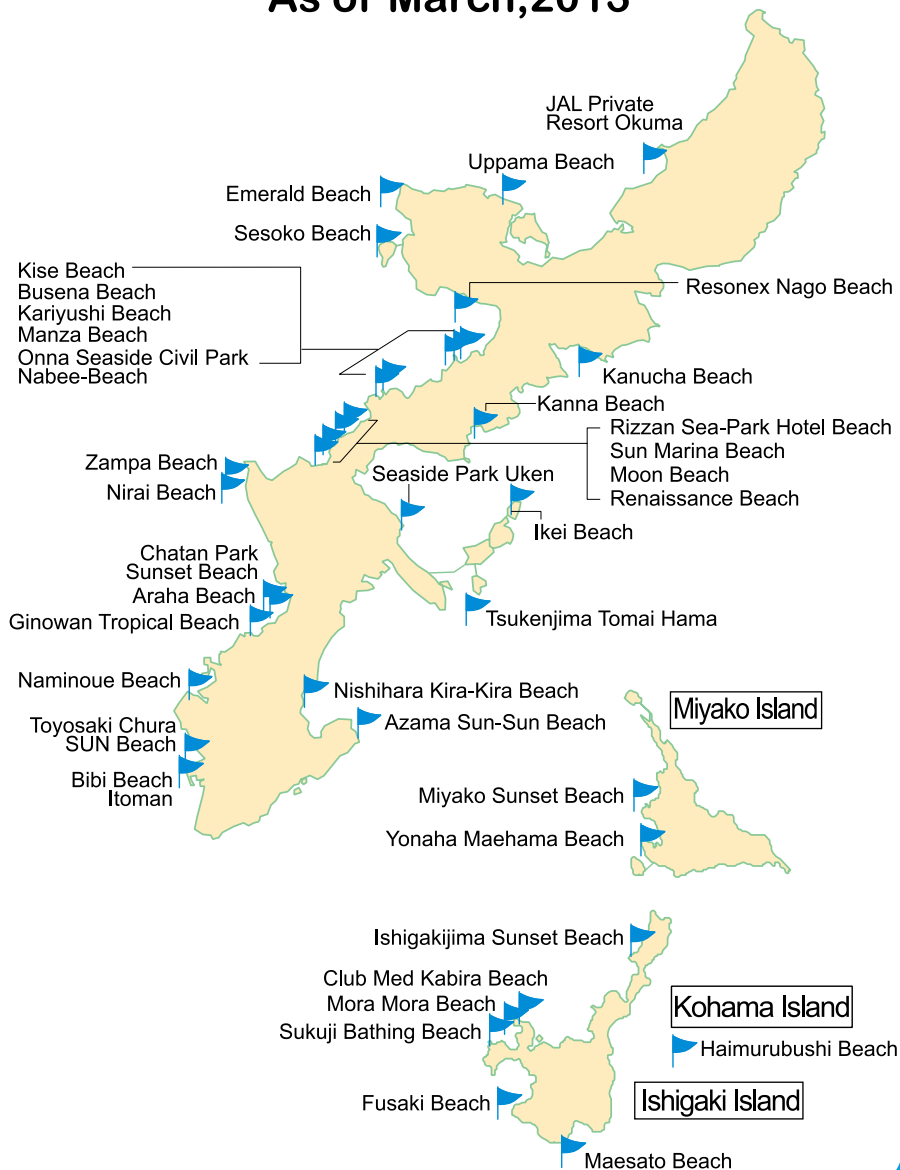 As of March,2013
JAL Private
Resort Okuma
Uppama Beach
Emerald Beach
Sesoko Beach
Kise Beach
Busena Beach
Kariyushi Beach
Manza Beach
Onna Seaside Civil Park
Nabee-Beach
Resonex Nago Beach
Kanucha Beach
Kanna Beach
Rizzan Sea-Park Hotel Beach
Sun Marina Beach
Moon Beach
Renaissance Beach
Zampa Beach
Nirai Beach
Seaside Park Uken
Ikei Beach
Chatan Park
Sunset Beach
Araha Beach
Ginowan Tropical Beach
Tsukenjima Tomai Hama
Naminoue Beach
Nishihara Kira-Kira Beach
Azama Sun-Sun Beach
Toyosaki Chura
SUN Beach
Bibi Beach
Itoman
Miyako Island
Miyako Sunset Beach
Yonaha Maehama Beach
Ishigakijima Sunset Beach
Club Med Kabira Beach
Mora Mora Beach
Sukuji Bathing Beach
Kohama Island
Haimurubushi Beach
Fusaki Beach
Ishigaki Island
Maesato Beach